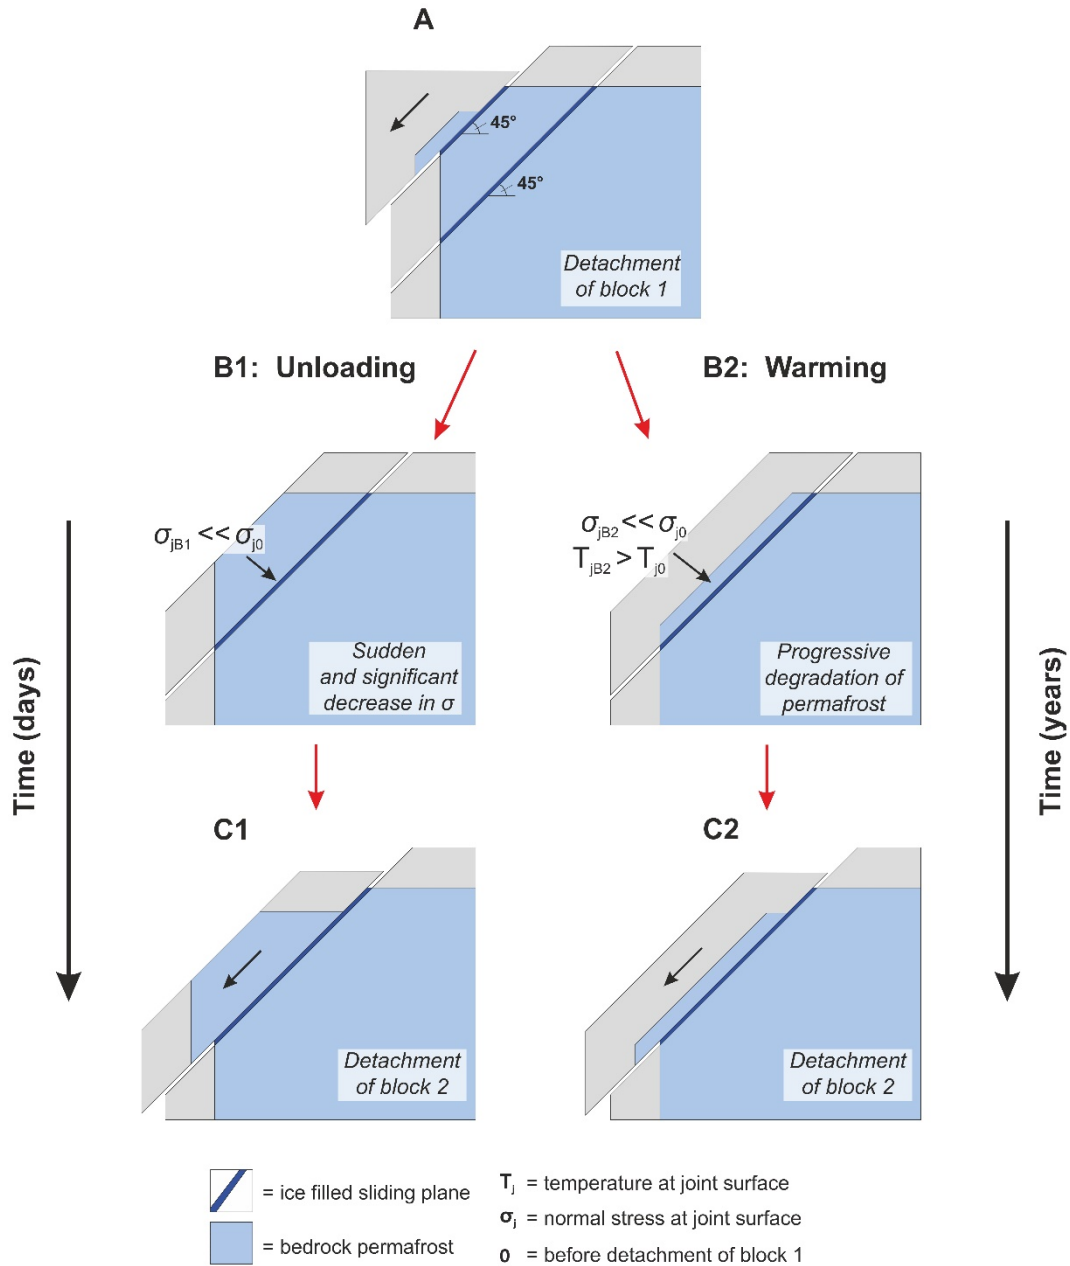 A
45°
45°
Detachment
of block 1
B1: Unloading
B2: Warming
σjB1 << σj0
σjB2 << σj0
TjB2 > Tj0
Sudden
and significant
decrease in σ
Progressive
degradation of
permafrost
Time (days)
Time (years)
C1
C2
Detachment
of block 2
Detachment
of block 2
= ice filled sliding plane
= bedrock permafrost
Tj = temperature at joint surface
σj = normal stress at joint surface
0 = before detachment of block 1